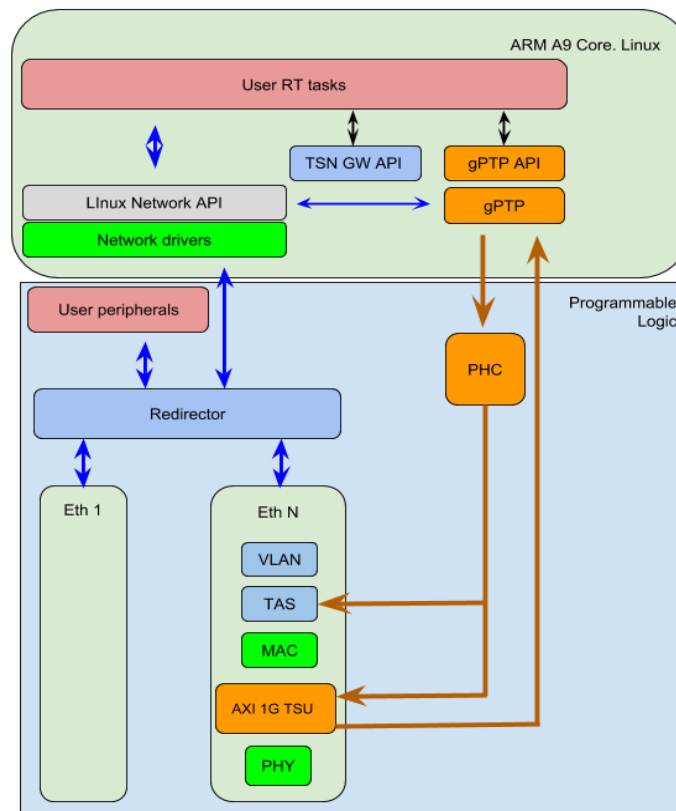 ARM A9 Core. Linux
User RT tasks
TSN GW API
gPTP API
LInux Network API
gPTP
Network drivers
User peripherals
Programmable
Logic
PHC
Redirector
Eth 1
Eth N
VLAN
TAS
MAC
AXI 1G TSU
PHY